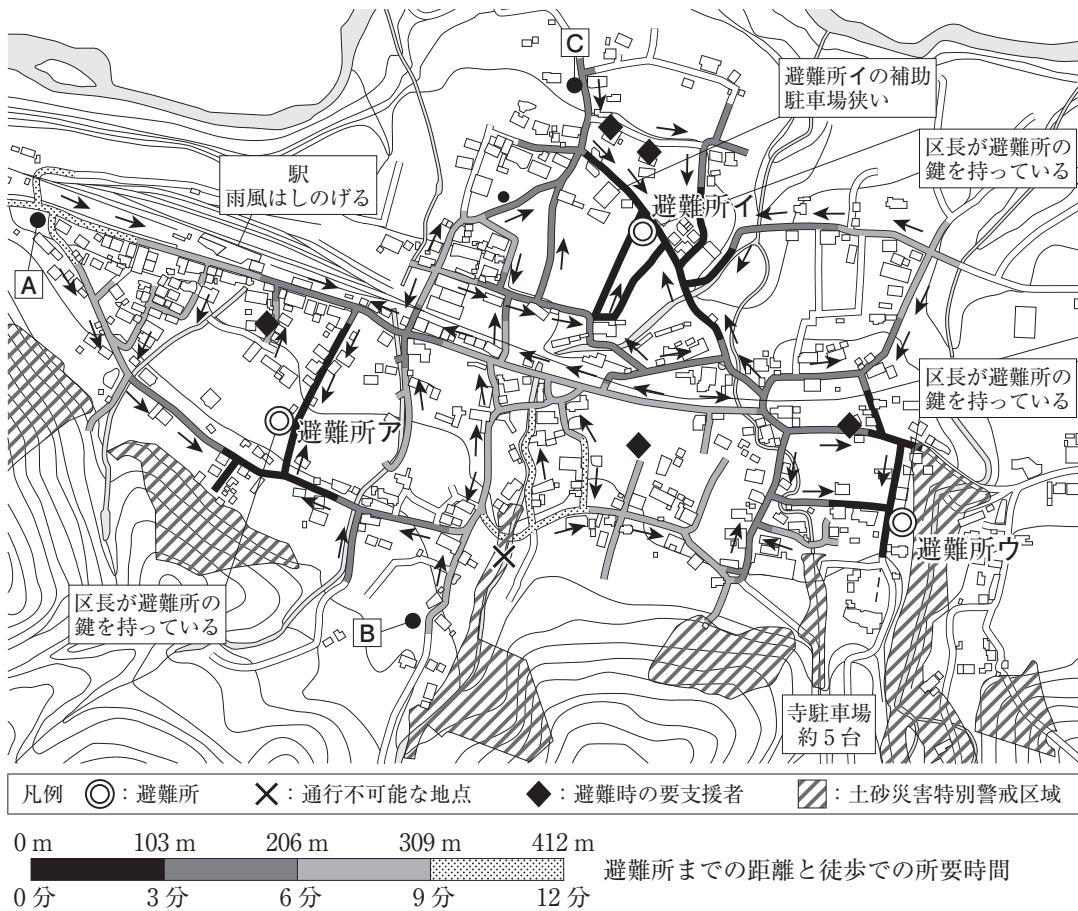 C
避難所イの補助
駐車場狭い
区長が避難所の
鍵を持っている
駅
雨風はしのげる
避難所イ
A
区長が避難所の
鍵を持っている
避難所ア
避難所ウ
区長が避難所の
鍵を持っている
B
寺駐車場
約5台
凡例 ◎：避難所 ×：通行不可能な地点 ◆：避難時の要支援者 ：土砂災害特別警戒区域
0 m 103 m 206 m 309 m 412 m
避難所までの距離と徒歩での所要時間
0分 3分 6分 9分 12分